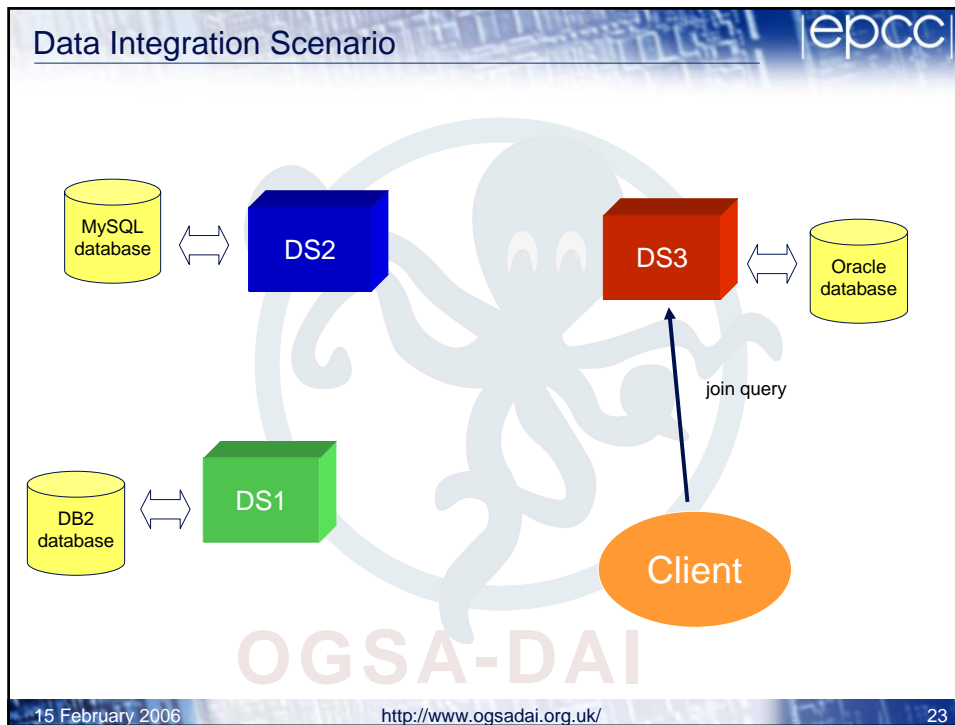 Data Integration Scenario
|epcc|
MySQL
database
DS2
DS3
Oracle
database
join query
DB2
database
DS1
Client
OGSA-DAI
15 February 2006
http://www.ogsadai.org.uk/
23